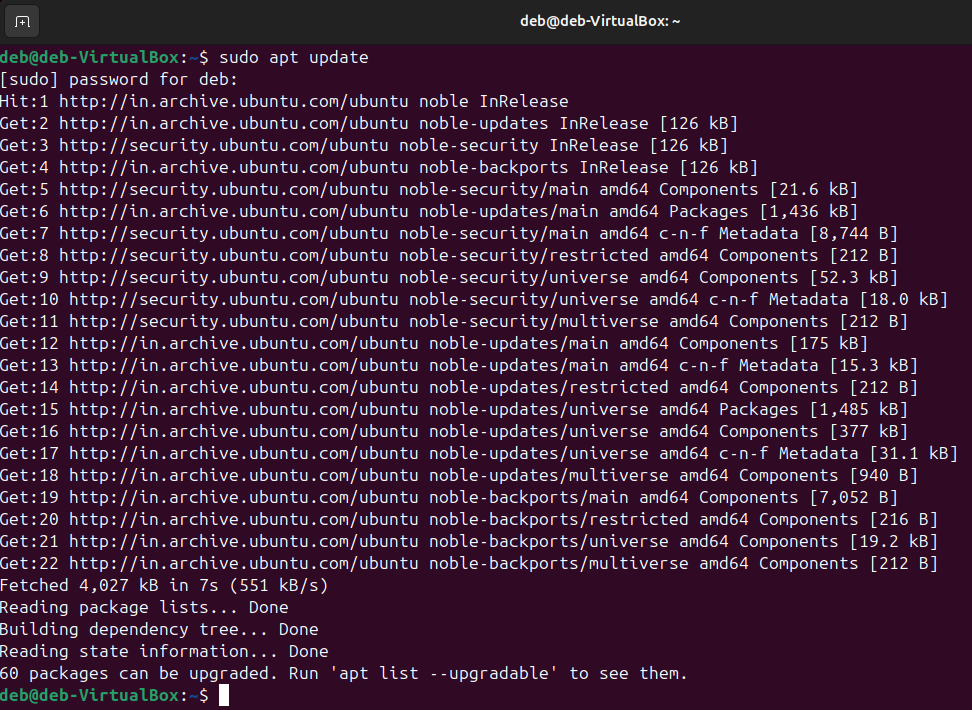 deb@deb-VirtualBox: ~
deb@deb-VirtualBox:~$ sudo apt update
[sudo] password for deb:
Hit:1 http://in.archive.ubuntu.com/ubuntu noble InRelease
Get:2 http://in.archive.ubuntu.com/ubuntu noble-updates InRelease [126 kB]
Get:3 http://security.ubuntu.com/ubuntu noble-security InRelease [126 kB]
Get:4 http://in.archive.ubuntu.com/ubuntu noble-backports InRelease [126 kB]
Get:5 http://security.ubuntu.com/ubuntu noble-security/main amd64 Components [21.6 kB]
Get:6 http://in.archive.ubuntu.com/ubuntu noble-updates/main amd64 Packages [1,436 kB]
Get:7 http://security.ubuntu.com/ubuntu noble-security/main amd64 c-n-f Metadata [8,744 B]
Get:8 http://security.ubuntu.com/ubuntu noble-security/restricted amd64 Components [212 B]
Get:9 http://security.ubuntu.com/ubuntu noble-security/universe amd64 Components [52.3 kB]
Get:10 http://security.ubuntu.com/ubuntu noble-security/universe amd64 c-n-f Metadata [18.0 kB]
Get:11 http://security.ubuntu.com/ubuntu noble-security/multiverse amd64 Components [212 B]
Get:12 http://in.archive.ubuntu.com/ubuntu noble-updates/main amd64 Components [175 kB]
Get:13 http://in.archive.ubuntu.com/ubuntu noble-updates/main amd64 c-n-f Metadata [15.3 kB]
Get:14 http://in.archive.ubuntu.com/ubuntu noble-updates/restricted amd64 Components [212 B]
Get:15 http://in.archive.ubuntu.com/ubuntu noble-updates/universe amd64 Packages [1,485 kB]
Get:16 http://in.archive.ubuntu.com/ubuntu noble-updates/universe amd64 Components [377 kB]
Get:17 http://in.archive.ubuntu.com/ubuntu noble-updates/universe amd64 c-n-f Metadata [31.1 kB]
Get:18 http://in.archive.ubuntu.com/ubuntu noble-updates/multiverse amd64 Components [940 B]
Get:19 http://in.archive.ubuntu.com/ubuntu noble-backports/main amd64 Components [7,052 B]
Get:20 http://in.archive.ubuntu.com/ubuntu noble-backports/restricted amd64 Components [216 B]
Get:21 http://in.archive.ubuntu.com/ubuntu noble-backports/universe amd64 Components [19.2 kB]
Get:22 http://in.archive.ubuntu.com/ubuntu noble-backports/multiverse amd64 Components [212 B]
Fetched 4,027 kB in 7s (551 kB/s)
Reading package lists... Done
Building dependency tree... Done
Reading state information... Done
60 packages can be upgraded. Run 'apt list --upgradable' to see them.
deb@deb-VirtualBox:~$